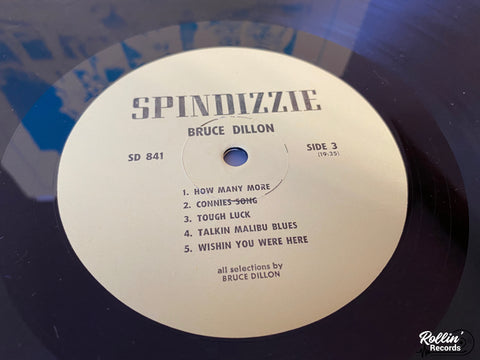 SPINDIZZIE
BRUCE DILLON
SD 841
SIDE 3
(19:35)
1. HOW MANY MORE
2. CONNIES SONG
3. TOUGH LUCK
4. TALKIN MALIBU BLUES
5. WISHIN YOU WERE HERE
all selections by
BRUCE DILLON
Rollin'
Records